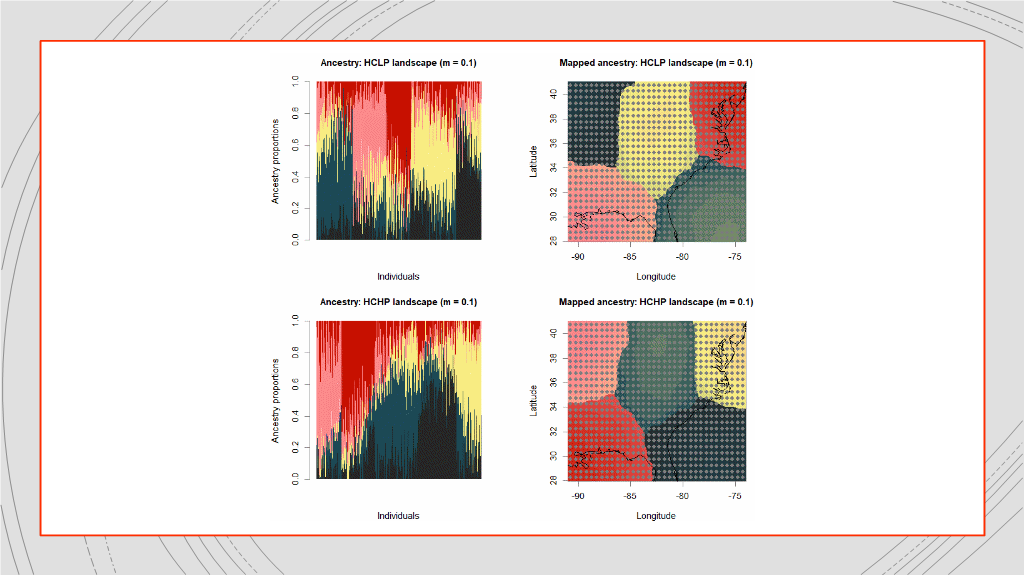 Ancestry: HCLP landscape (m = 0.1)
Ancestry proportions
1.0
0.8
0.6
0.4
0.2
0.0
Individuals
Mapped ancestry: HCLP landscape (m = 0.1)
Latitude
40
38
36
34
32
30
28
-90 -85 -80 -75
Longitude
Ancestry: HCHP landscape (m = 0.1)
Ancestry proportions
1.0
0.8
0.6
0.4
0.2
0.0
Individuals
Mapped ancestry: HCHP landscape (m = 0.1)
Latitude
40
38
36
34
32
30
28
-90 -85 -80 -75
Longitude